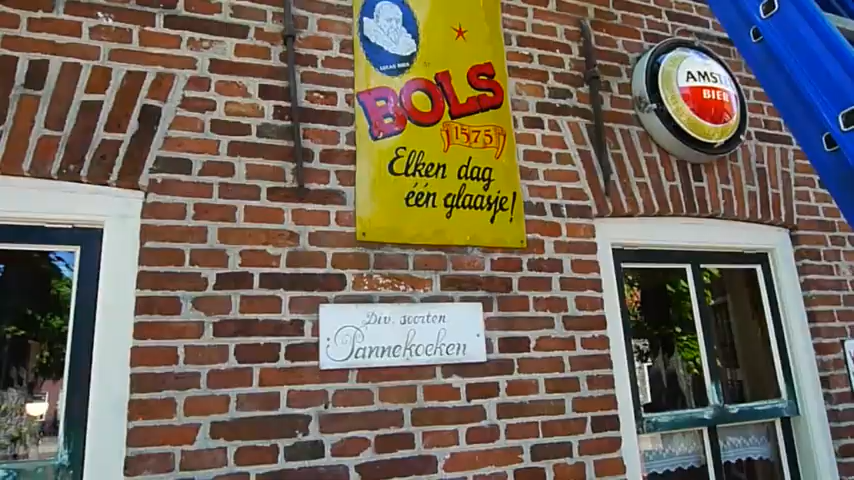 LUCAS BOLS
BOLS
1575
Elken dag
één glaasje!
AMSTEL
BIER
Div. soorten
Pannekoeken